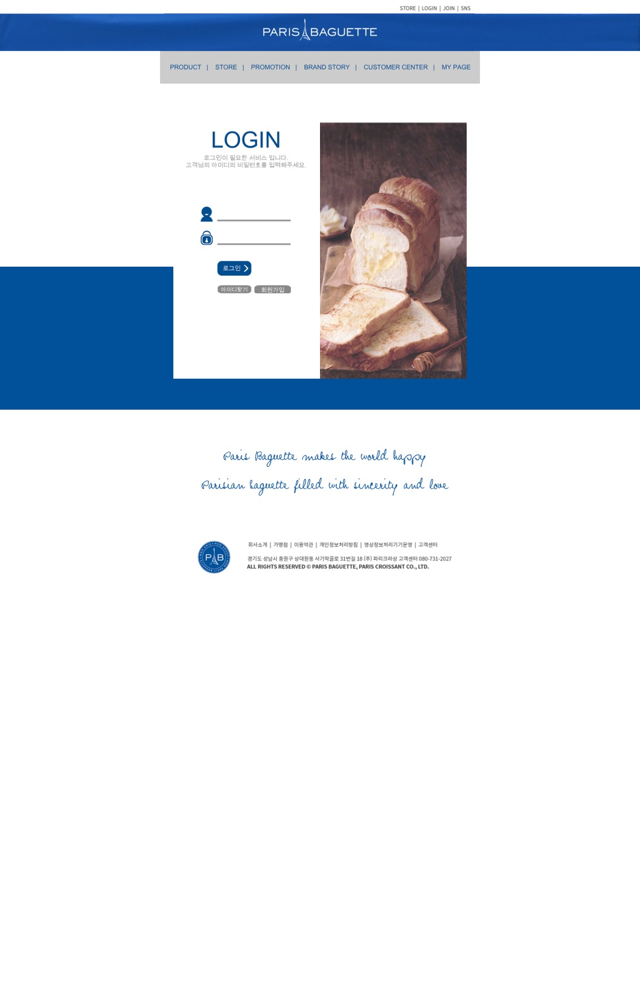 STORE | LOGIN | JOIN | SNS
PARIS BAGUETTE
PRODUCT | STORE | PROMOTION | BRAND STORY | CUSTOMER CENTER | MY PAGE
LOGIN
로그인이 필요한 서비스 입니다.
고객님의 아이디의 비밀번호를 입력해주세요.
로그인
아이디찾기 회원가입
Paris Baguette makes the world happy
Parisian baguette filled with sincerity and love
PB
회사소개 | 가맹점 | 이용약관 | 개인정보처리방침 | 영상정보처리기기운영 | 고객센터
경기도 성남시 중원구 상대원동 사기막골로 31번길 18 (주) 파리크라상 고객센터 080-731-2027
ALL RIGHTS RESERVED © PARIS BAGUETTE, PARIS CROISSANT CO., LTD.